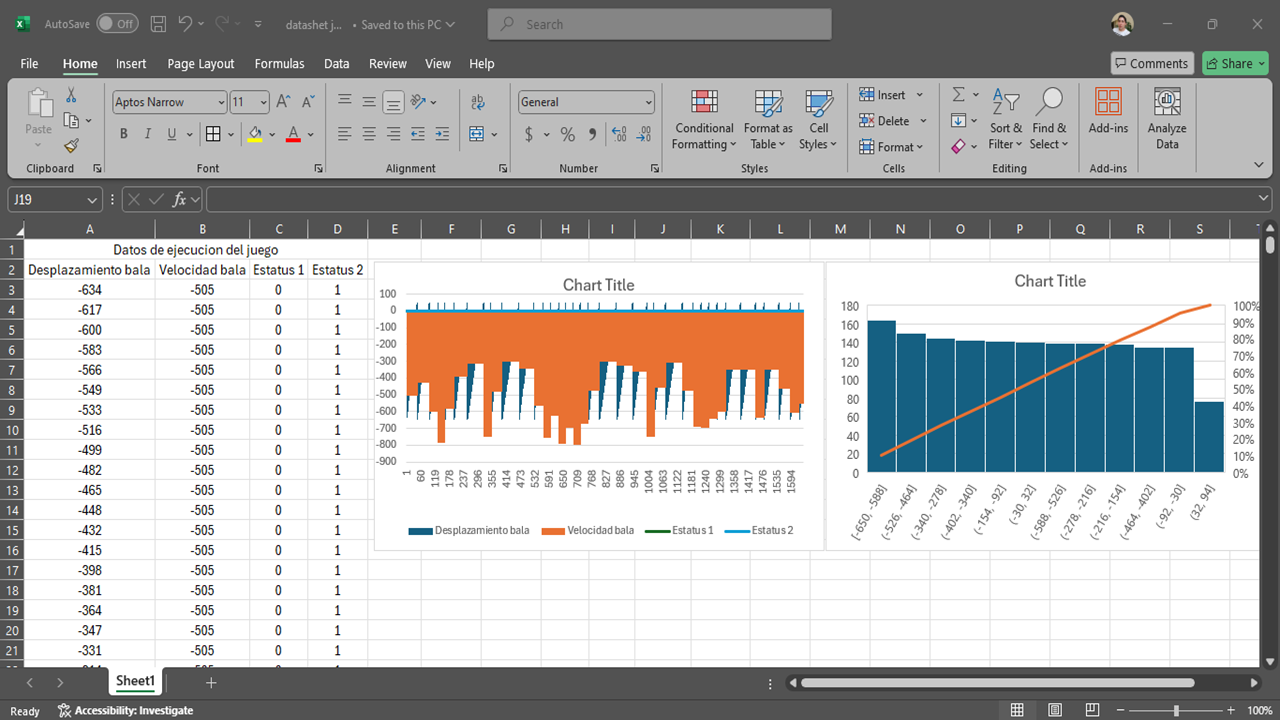 AutoSave Off datashet j... • Saved to this PC Search
File Home Insert Page Layout Formulas Data Review View Help Comments Share
Paste
Clipboard
Aptos Narrow 11
B I U A
Font
Alignment
General
$ % 9
Number
Conditional Formatting
Format as Table
Cell Styles
Styles
Insert
Delete
Format
Cells
Sort & Filter
Find & Select
Editing
Add-ins
Add-ins
Analyze Data
J19 fx
A B C D E F G H I J K L M N O P Q R S
1 Datos de ejecucion del juego
2 Desplazamiento bala Velocidad bala Estatus 1 Estatus 2
3 -634 -505 0 1
4 -617 -505 0 1
5 -600 -505 0 1
6 -583 -505 0 1
7 -566 -505 0 1
8 -549 -505 0 1
9 -533 -505 0 1
10 -516 -505 0 1
11 -499 -505 0 1
12 -482 -505 0 1
13 -465 -505 0 1
14 -448 -505 0 1
15 -432 -505 0 1
16 -415 -505 0 1
17 -398 -505 0 1
18 -381 -505 0 1
19 -364 -505 0 1
20 -347 -505 0 1
21 -331 -505 0 1
Chart Title
100
0
-100
-200
-300
-400
-500
-600
-700
-800
-900
1 60 119 178 237 296 355 414 473 532 591 650 709 768 827 886 945 1004 1063 1122 1181 1240 1299 1358 1417 1476 1535 1594
Desplazamiento bala Velocidad bala Estatus 1 Estatus 2
Chart Title
180
160
140
120
100
80
60
40
20
0
100%
90%
80%
70%
60%
50%
40%
30%
20%
10%
0%
[-650, -588] (-526, -464] (-340, -278] (-402, -340] (-154, -92] (-30, 32] (-588, -526] (-278, -216] (-216, -154] (-464, -402] (-92, -30] (32, 94]
Sheet1
Ready Accessibility: Investigate 100%